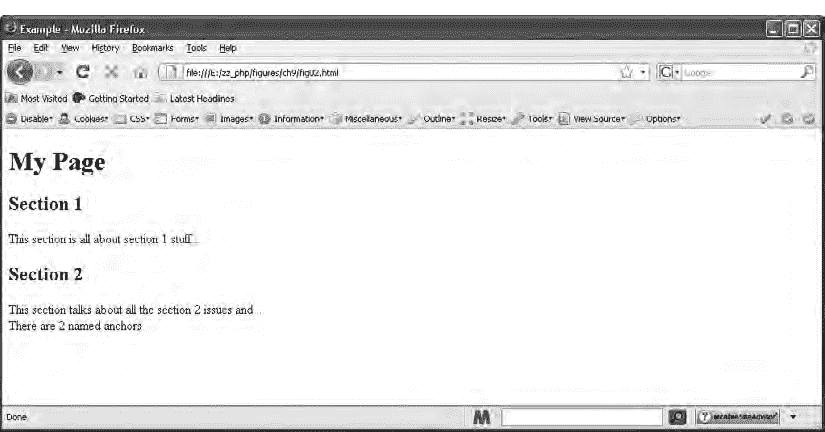 Example - Mozilla Firefox
File Edit View History Bookmarks Tools Help
file:///E:/zz_php/figures/ch9/fig02.html
Google
Most Visited Getting Started Latest Headlines
Disable Cookies CSS Forms Images Information Miscellaneous Outline Resize Tools View Source Options
My Page
Section 1
This section is all about section 1 stuff...
Section 2
This section talks about all the section 2 issues and ...
There are 2 named anchors
Done